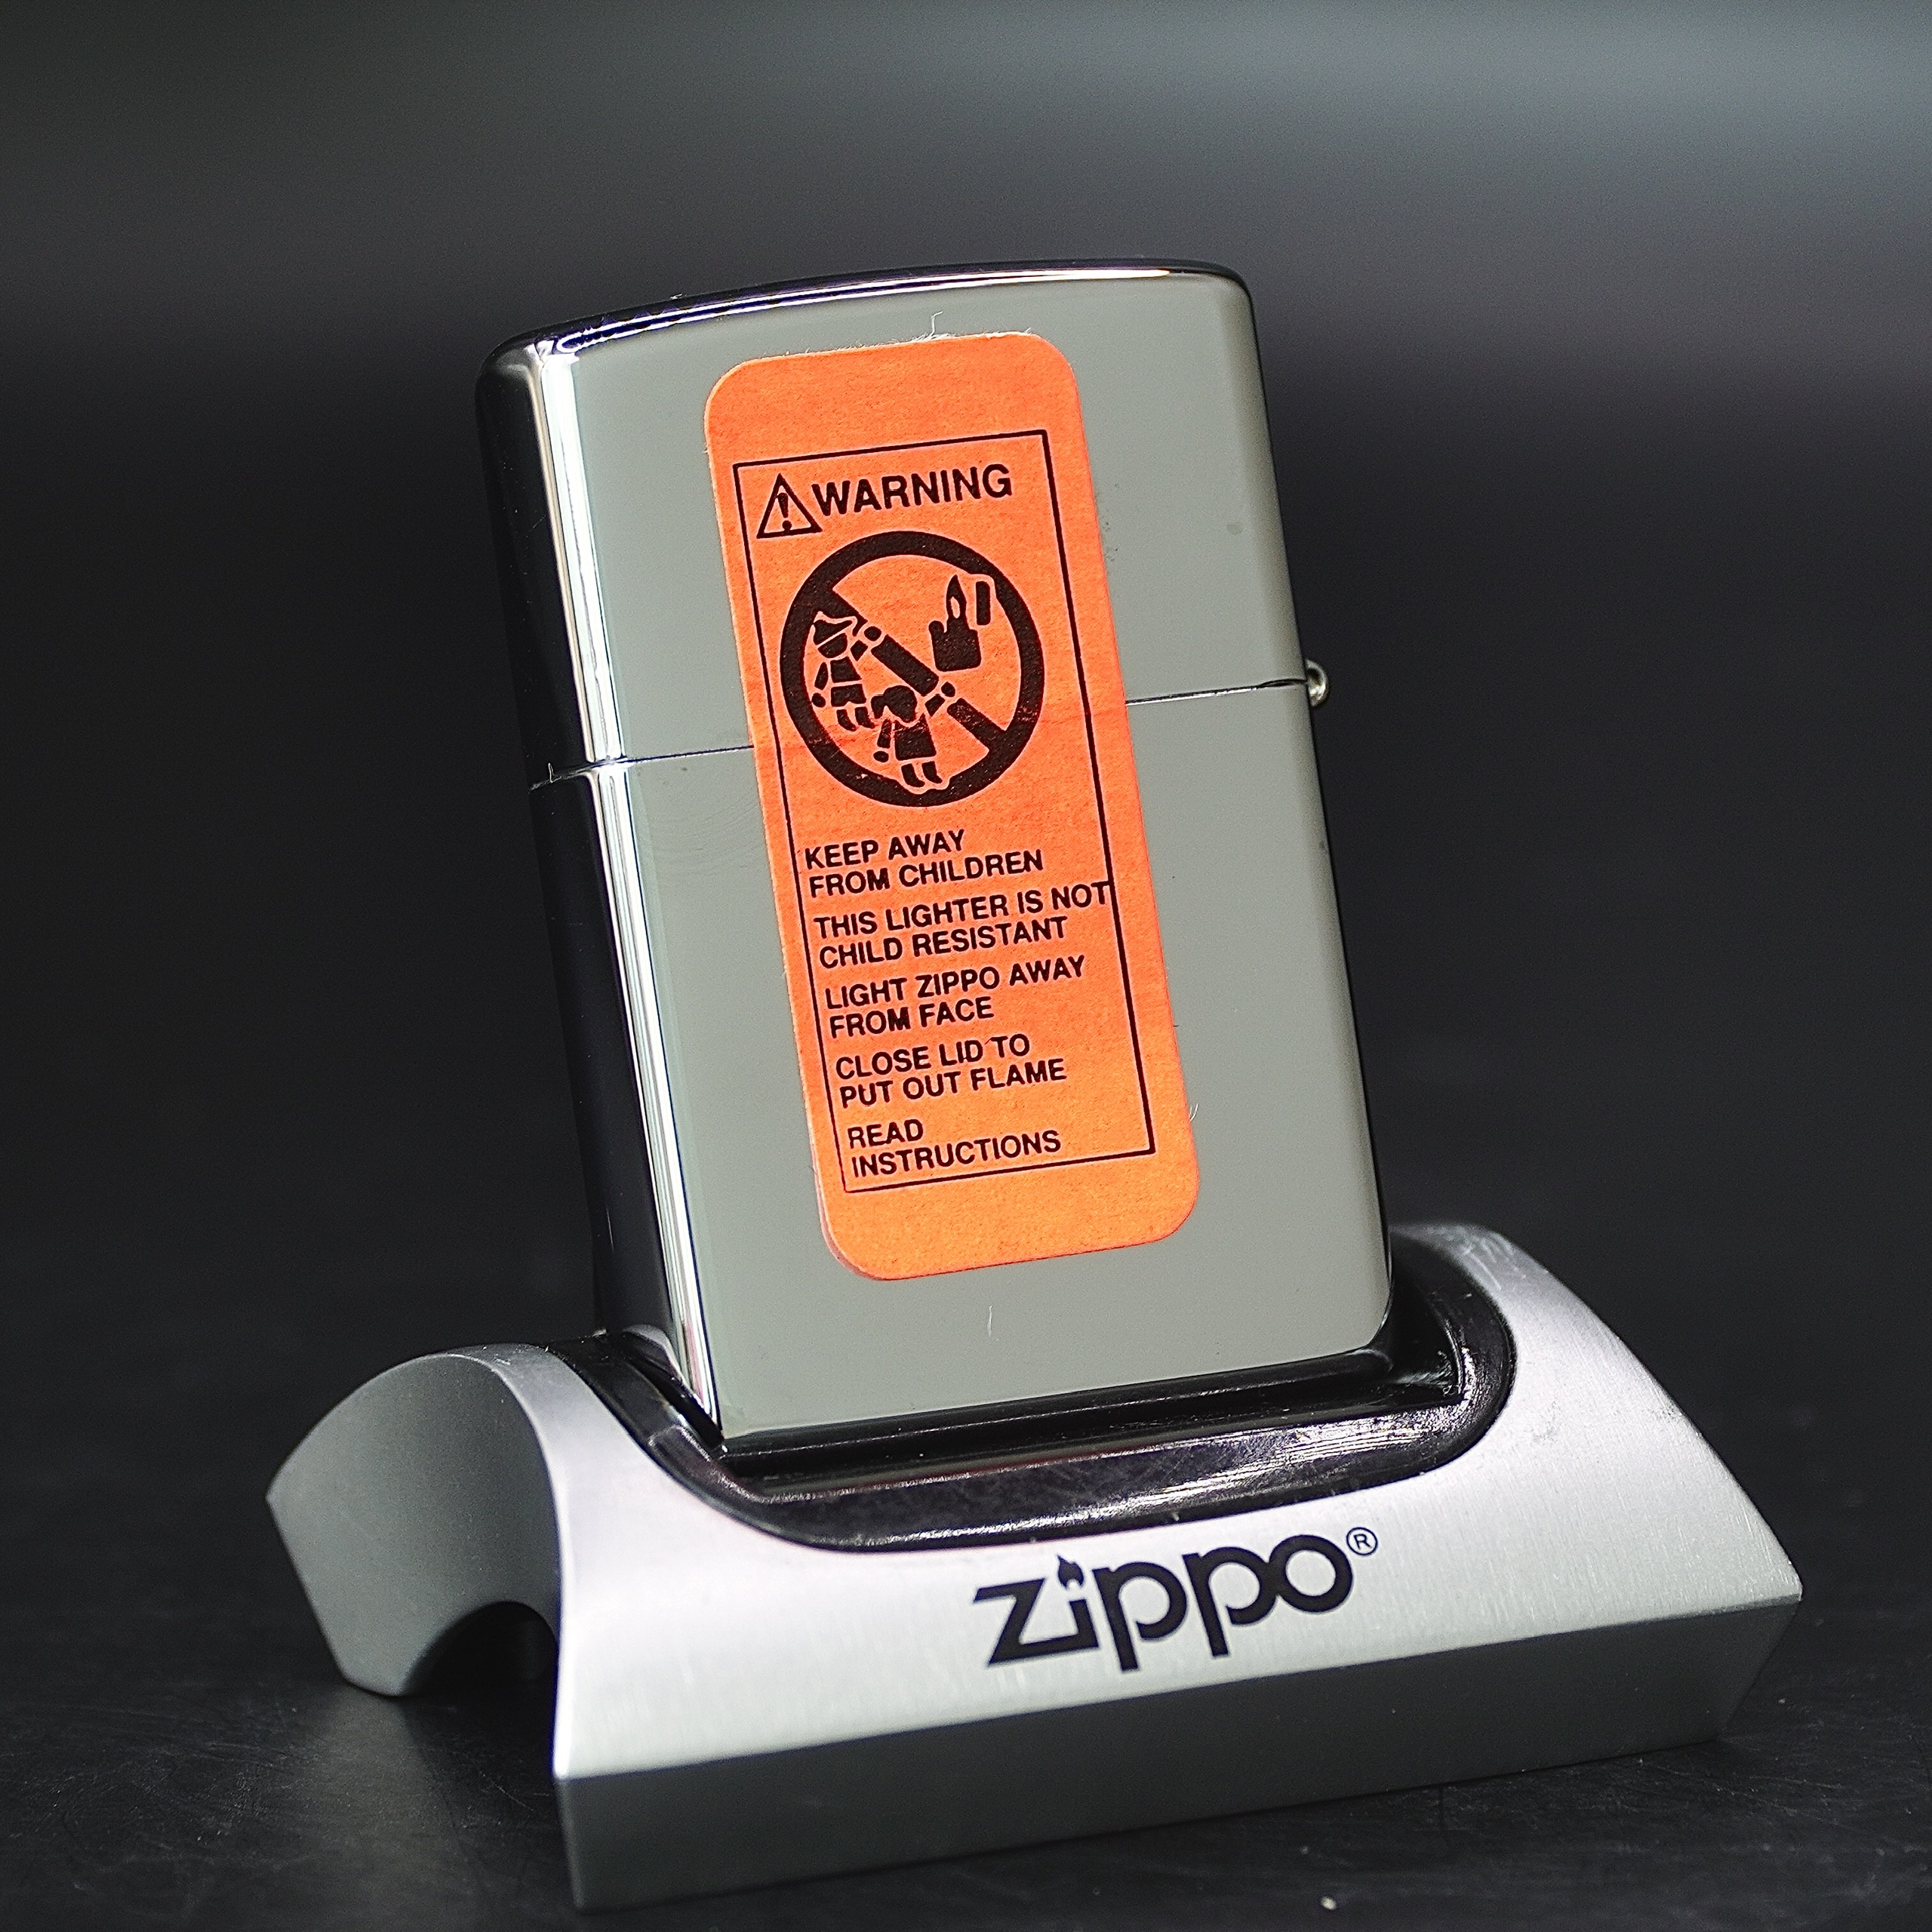 WARNING
KEEP AWAY
FROM CHILDREN
THIS LIGHTER IS NOT
CHILD RESISTANT
LIGHT ZIPPO AWAY
FROM FACE
CLOSE LID TO
PUT OUT FLAME
READ
INSTRUCTIONS
zippo®